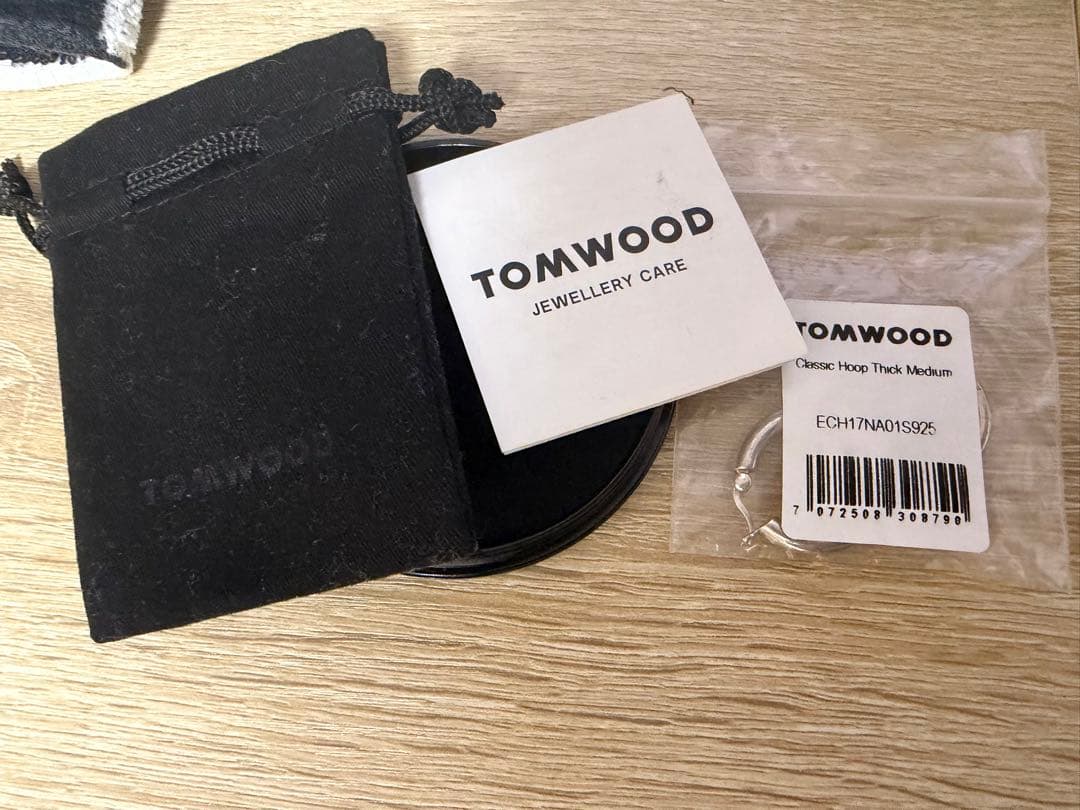 TOMWOOD
TOMWOOD
JEWELLERY CARE
TOMWOOD
Classic Hoop Thick Medium
ECH17NA01S925
7 072508 308790